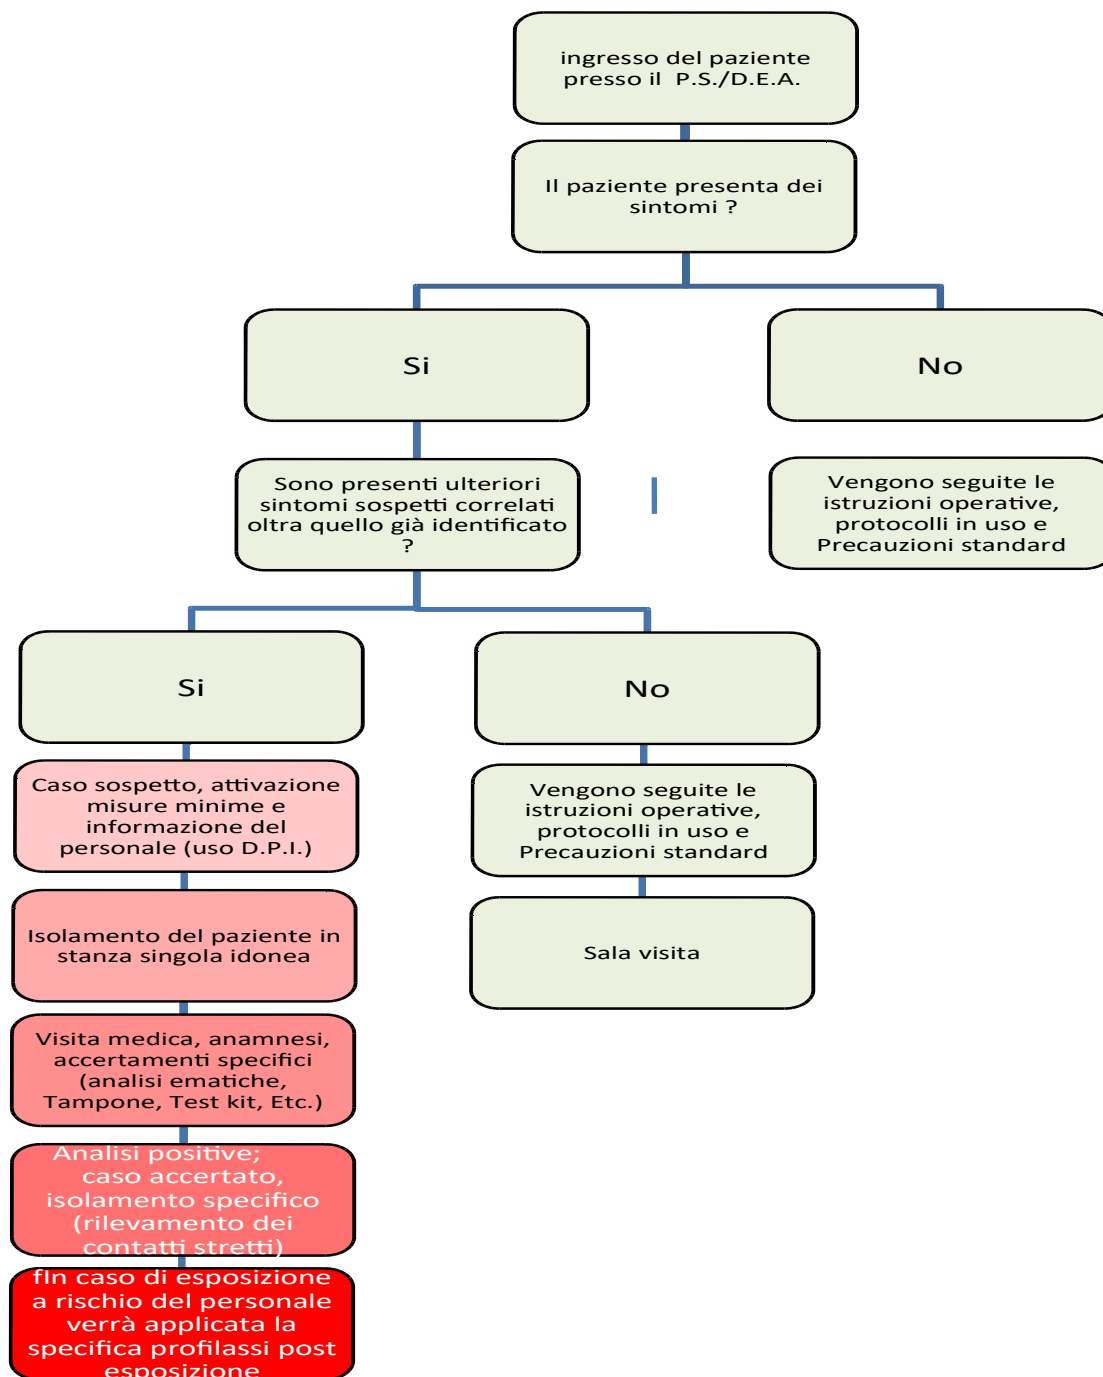 ingresso del paziente
presso il P.S./D.E.A.
Il paziente presenta dei
sintomi ?
Si
No
Sono presenti ulteriori
sintomi sospetti correlati
oltra quello già identificato
?
Vengono seguite le
istruzioni operative,
protocolli in uso e
Precauzioni standard
Si
No
Caso sospetto, attivazione
misure minime e
informazione del
personale (uso D.P.I.)
Vengono seguite le
istruzioni operative,
protocolli in uso e
Precauzioni standard
Isolamento del paziente in
stanza singola idonea
Sala visita
Visita medica, anamnesi,
accertamenti specifici
(analisi ematiche,
Tampone, Test kit, Etc.)
Analisi positive;
caso accertato,
isolamento specifico
(rilevamento dei
contatti stretti)
fIn caso di esposizione
a rischio del personale
verrà applicata la
specifica profilassi post
esposizione